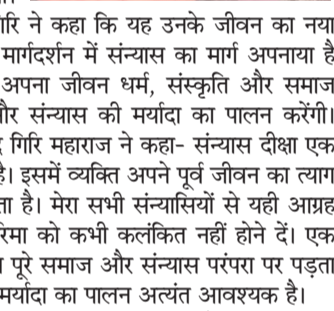 गिरि ने कहा कि यह उनके जीवन का नया
मार्गदर्शन में संन्यास का मार्ग अपनाया है
अपना जीवन धर्म, संस्कृति और समाज
और संन्यास की मर्यादा का पालन करेंगी।
गिरि महाराज ने कहा- संन्यास दीक्षा एक
है। इसमें व्यक्ति अपने पूर्व जीवन का त्याग
ता है। मेरा सभी संन्यासियों से यही आग्रह
रिमा को कभी कलंकित नहीं होने दें। एक
पूरे समाज और संन्यास परंपरा पर पड़ता
मर्यादा का पालन अत्यंत आवश्यक है।